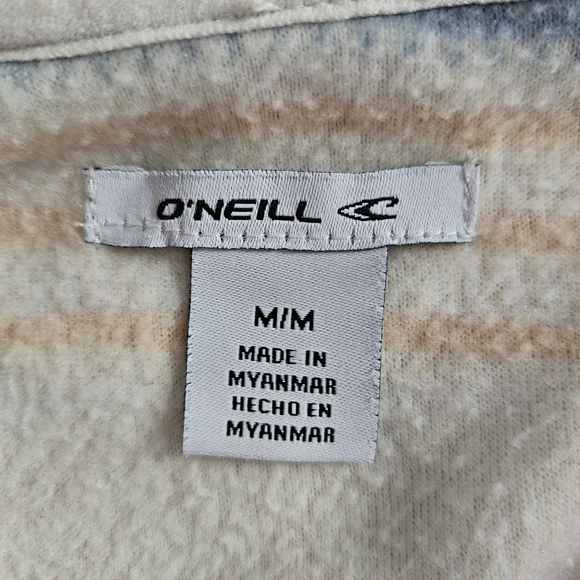 O'NEILL
M/M
MADE IN
MYANMAR
HECHO EN
MYANMAR